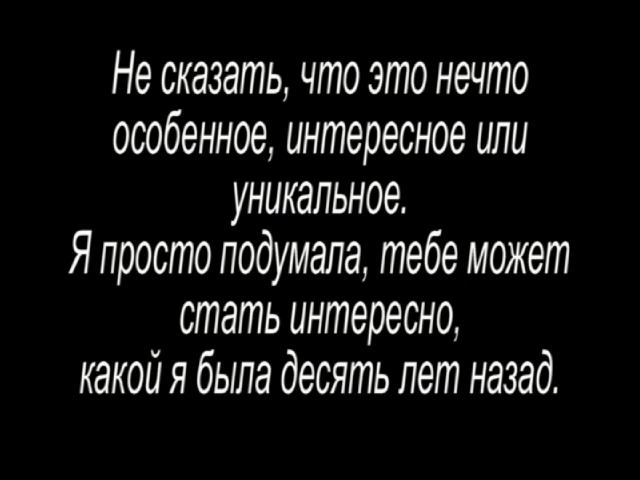 Не сказать, что это нечто
особенное, интересное или
уникальное.
Я просто подумала, тебе может
стать интересно,
какой я была десять лет назад.